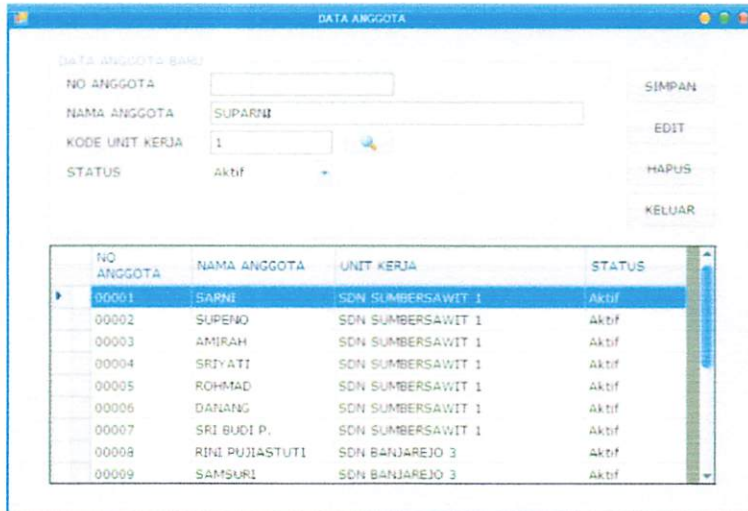 DATA ANGGOTA
DATA ANGGOTA BARU
NO ANGGOTA
SIMPAN
NAMA ANGGOTA SUPARNI
EDIT
KODE UNIT KERJA 1
STATUS Aktif
HAPUS
KELUAR
NO ANGGOTA NAMA ANGGOTA UNIT KERJA STATUS
00001 SARNI SDN SUMBERSAWIT 1 Aktif
00002 SUPENO SDN SUMBERSAWIT 1 Aktif
00003 AMIRAH SDN SUMBERSAWIT 1 Aktif
00004 SRIYATI SDN SUMBERSAWIT 1 Aktif
00005 ROHMAD SDN SUMBERSAWIT 1 Aktif
00006 DANANG SDN SUMBERSAWIT 1 Aktif
00007 SRI BUDI P. SDN SUMBERSAWIT 1 Aktif
00008 RINI PUJIASTUTI SDN BANJAREJO 3 Aktif
00009 SAMSURI SDN BANJAREJO 3 Aktif